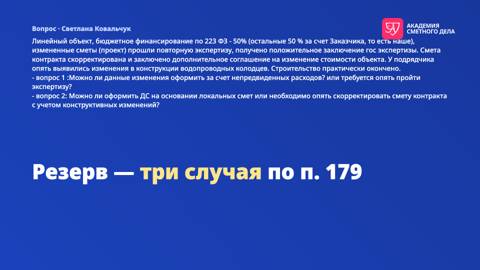 Вопрос - Светлана Ковальчук
АКАДЕМИЯ
СМЕТНОГО ДЕЛА
Линейный объект, бюджетное финансирование по 223 ФЗ - 50% (остальные 50 % за счет Заказчика, то есть наше),
измененные сметы (проект) прошли повторную экспертизу, получено положительное заключение гос экспертизы. Смета
контракта скорректирована и заключено дополнительное соглашение на изменение стоимости объекта. У подрядчика
опять выявились изменения в конструкции водопроводных колодцев. Строительство практически окончено.
- вопрос 1 :Можно ли данные изменения оформить за счет непредвиденных расходов? или требуется опять пройти
экспертизу?
- вопрос 2: Можно ли оформить ДС на основании локальных смет или необходимо опять скорректировать смету контракта
с учетом конструктивных изменений?
Резерв — три случая по п. 179